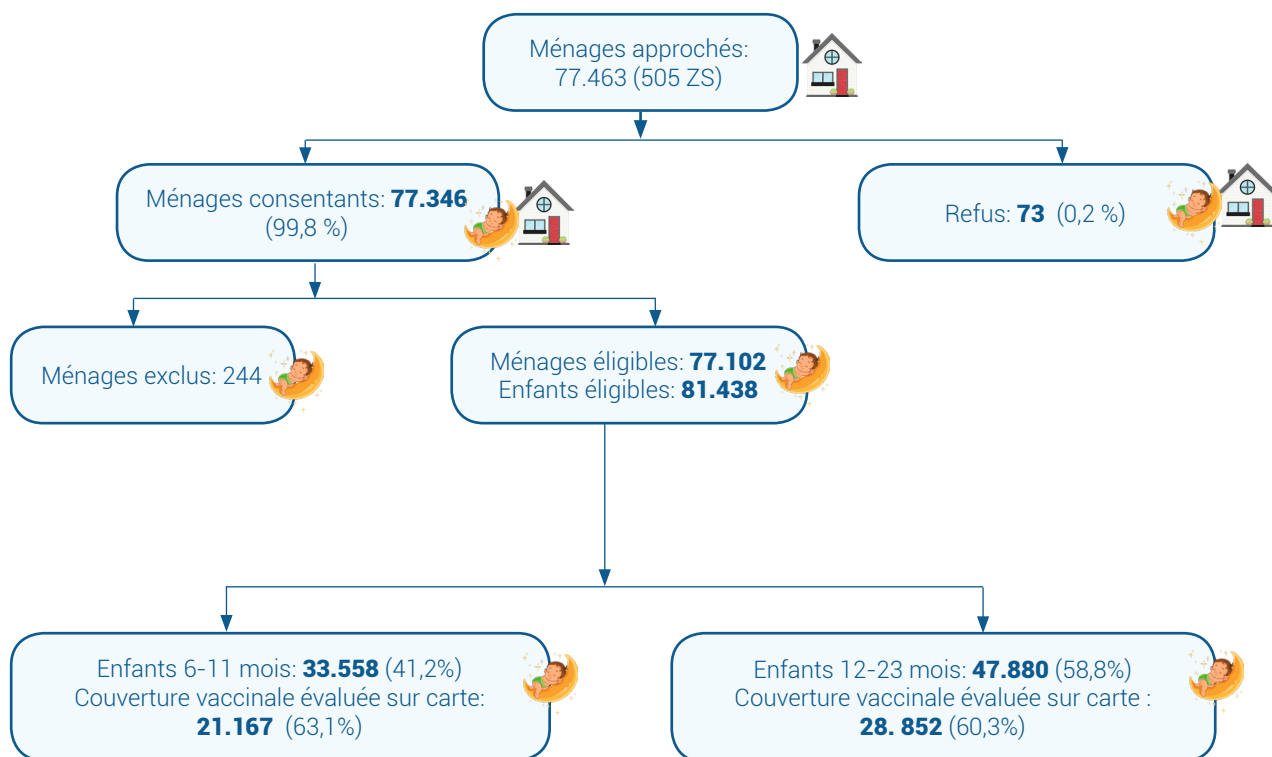 Ménages approchés:
77.463 (505 ZS)
Ménages consentants: 77.346
(99,8 %)
Refus: 73 (0,2 %)
Ménages exclus: 244
Ménages éligibles: 77.102
Enfants éligibles: 81.438
Enfants 6-11 mois: 33.558 (41,2%)
Couverture vaccinale évaluée sur carte:
21.167 (63,1%)
Enfants 12-23 mois: 47.880 (58,8%)
Couverture vaccinale évaluée sur carte :
28. 852 (60,3%)